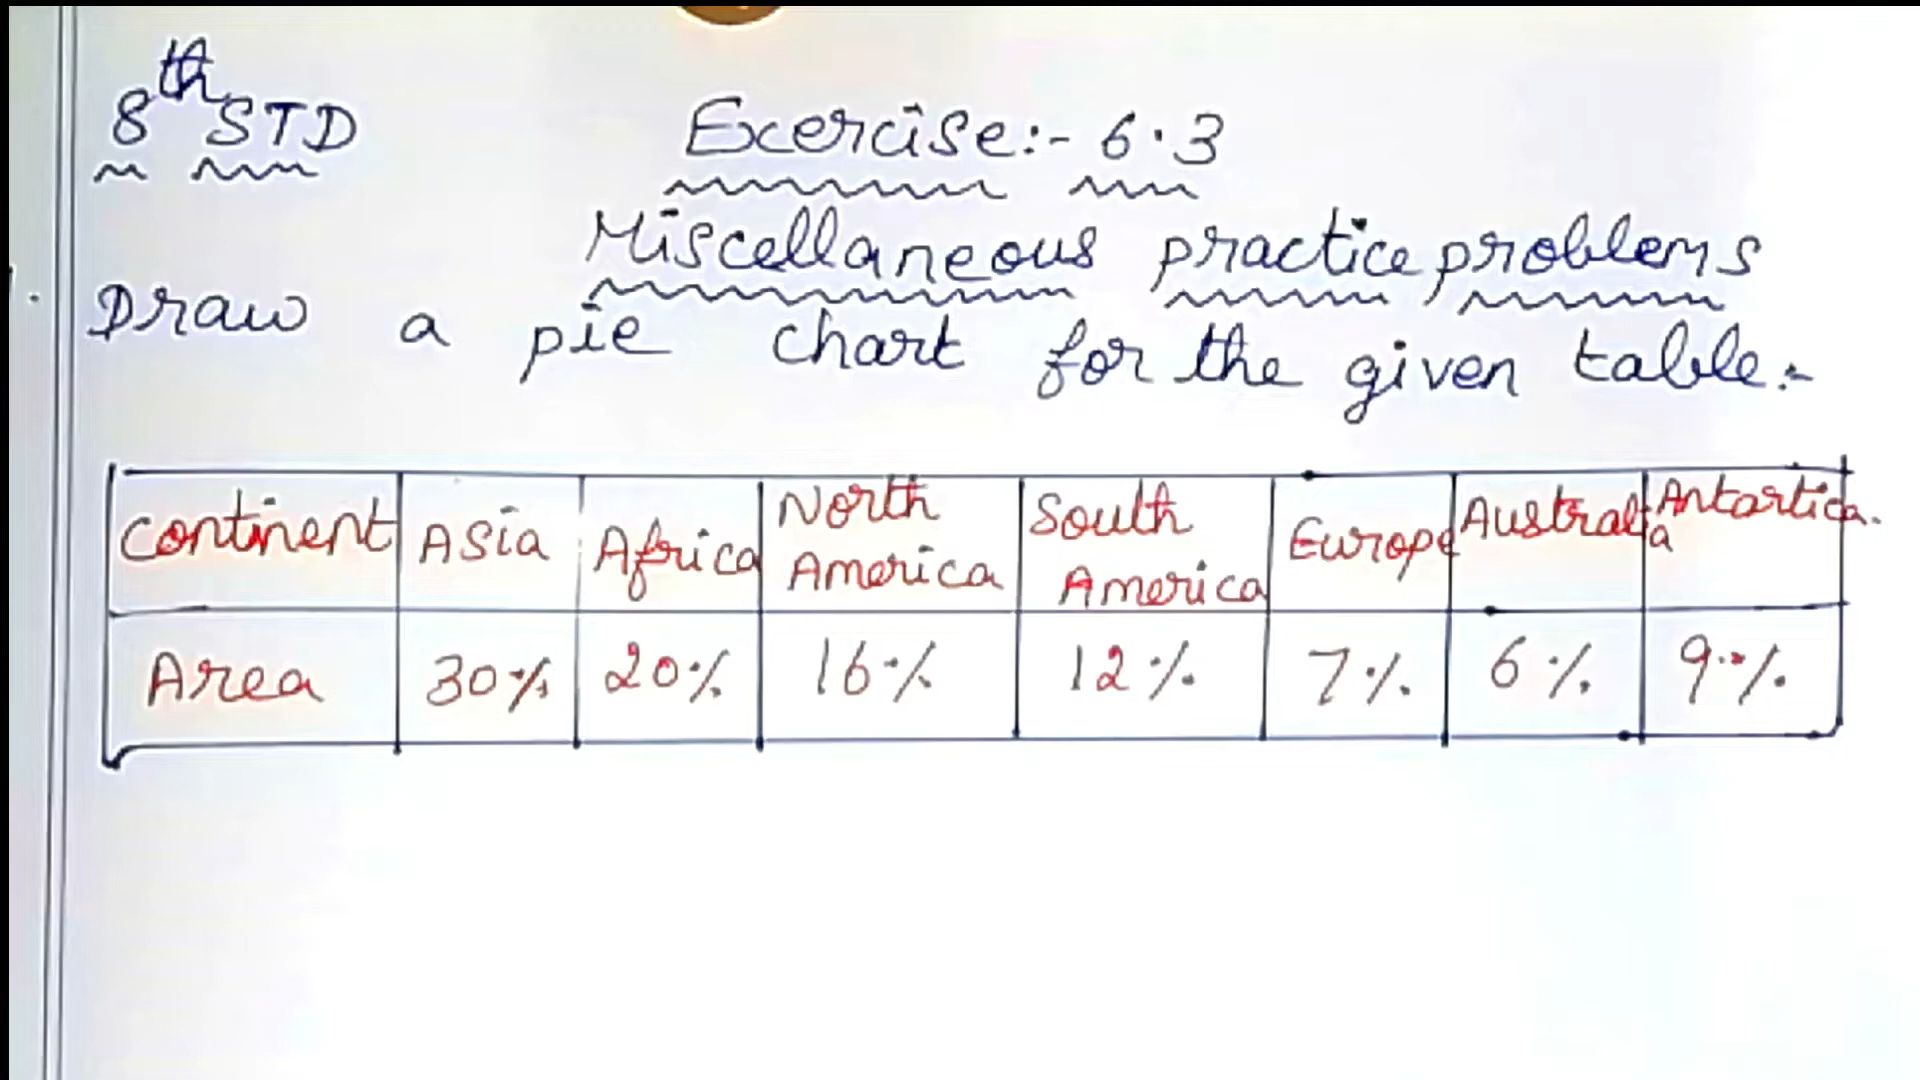 8th STD
Exercise:- 6.3
Miscellaneous practice problems
1. Draw a pie chart for the given table:-
Continent Asia Africa North America South America Europe Australia Antartica.
Area 30% 20% 16% 12% 7% 6% 9%